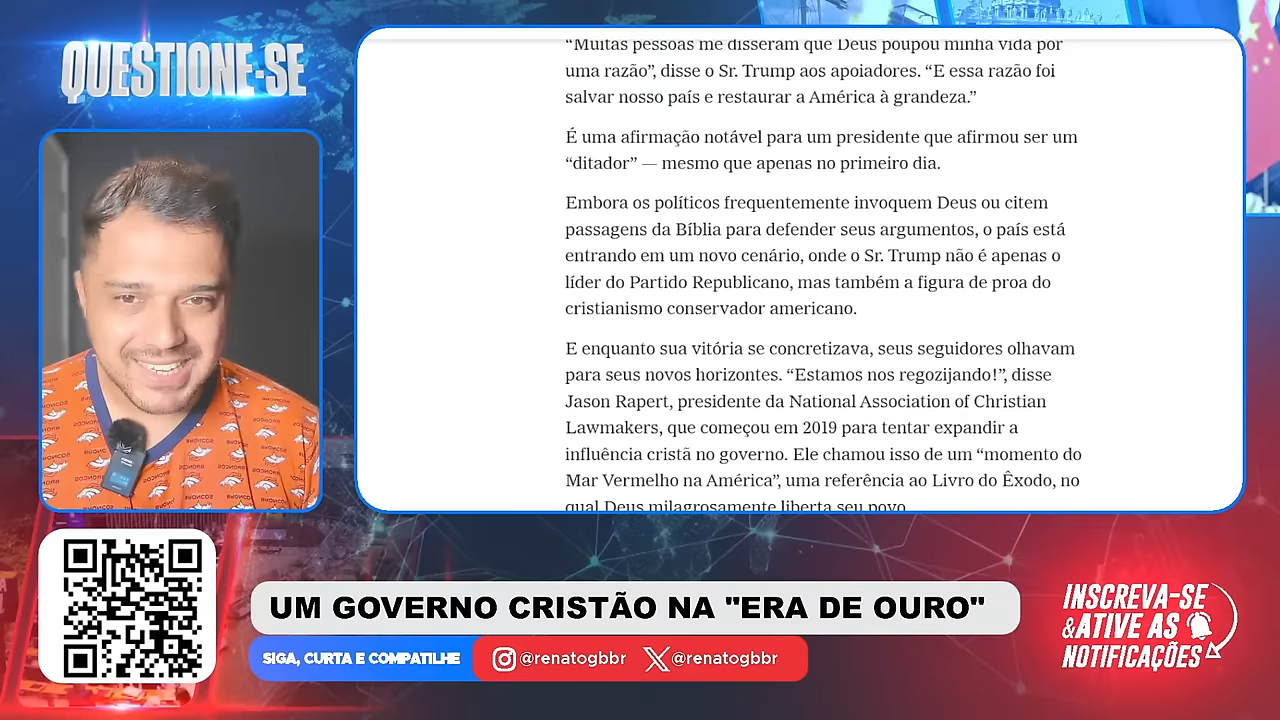 QUESTIONE-SE
“Muitas pessoas me disseram que Deus poupou minha vida por
uma razão”, disse o Sr. Trump aos apoiadores. “E essa razão foi
salvar nosso país e restaurar a América à grandeza.”
É uma afirmação notável para um presidente que afirmou ser um
“ditador” — mesmo que apenas no primeiro dia.
Embora os políticos frequentemente invoquem Deus ou citem
passagens da Bíblia para defender seus argumentos, o país está
entrando em um novo cenário, onde o Sr. Trump não é apenas o
líder do Partido Republicano, mas também a figura de proa do
cristianismo conservador americano.
E enquanto sua vitória se concretizava, seus seguidores olhavam
para seus novos horizontes. “Estamos nos regozijando!”, disse
Jason Rapert, presidente da National Association of Christian
Lawmakers, que começou em 2019 para tentar expandir a
influência cristã no governo. Ele chamou isso de um “momento do
Mar Vermelho na América”, uma referência ao Livro do Êxodo, no
qual Deus milagrosamente liberta seu povo
BRONCOS
UM GOVERNO CRISTÃO NA "ERA DE OURO"
SIGA, CURTA E COMPATILHE
@renatogbbr
@renatogbbr
INSCREVA-SE
&ATIVE AS
NOTIFICAÇÕES